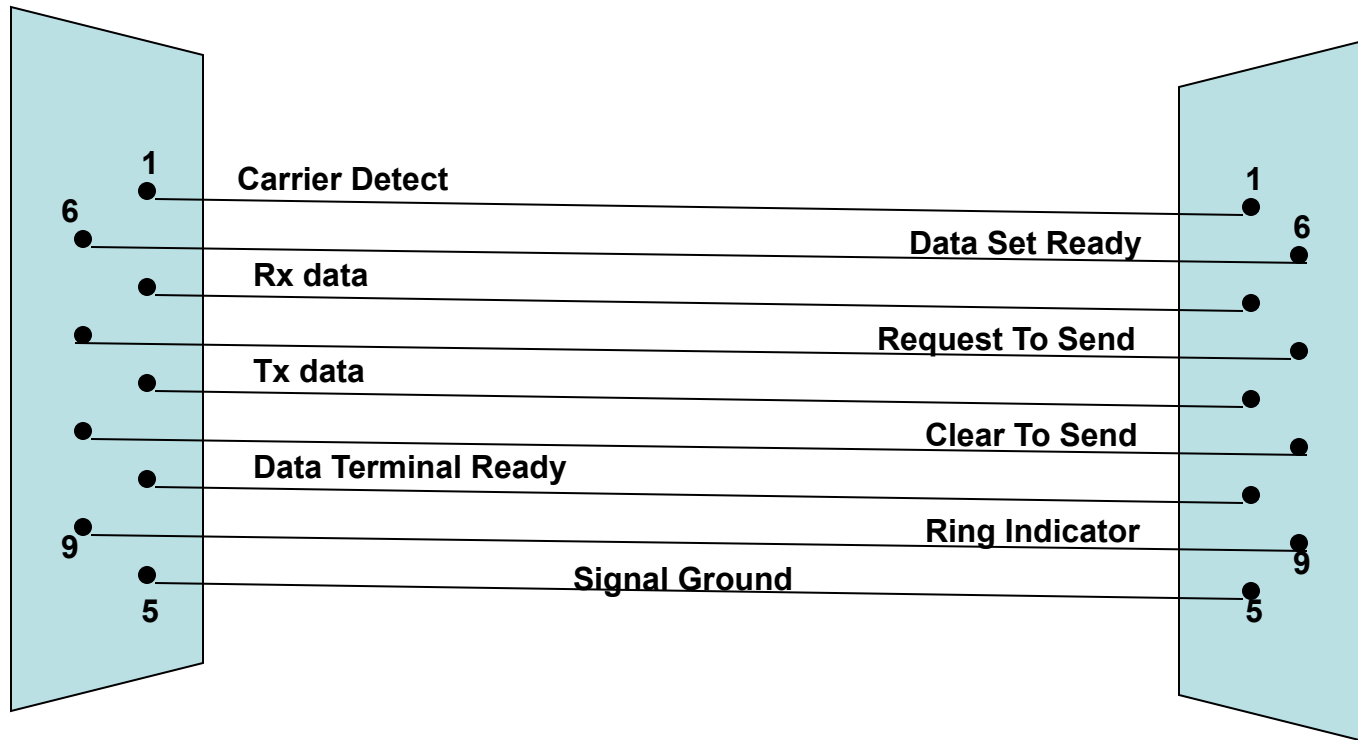 1
Carrier Detect
1
6
6
Data Set Ready
Rx data
Request To Send
Tx data
Clear To Send
Data Terminal Ready
Ring Indicator
9
9
Signal Ground
5
5